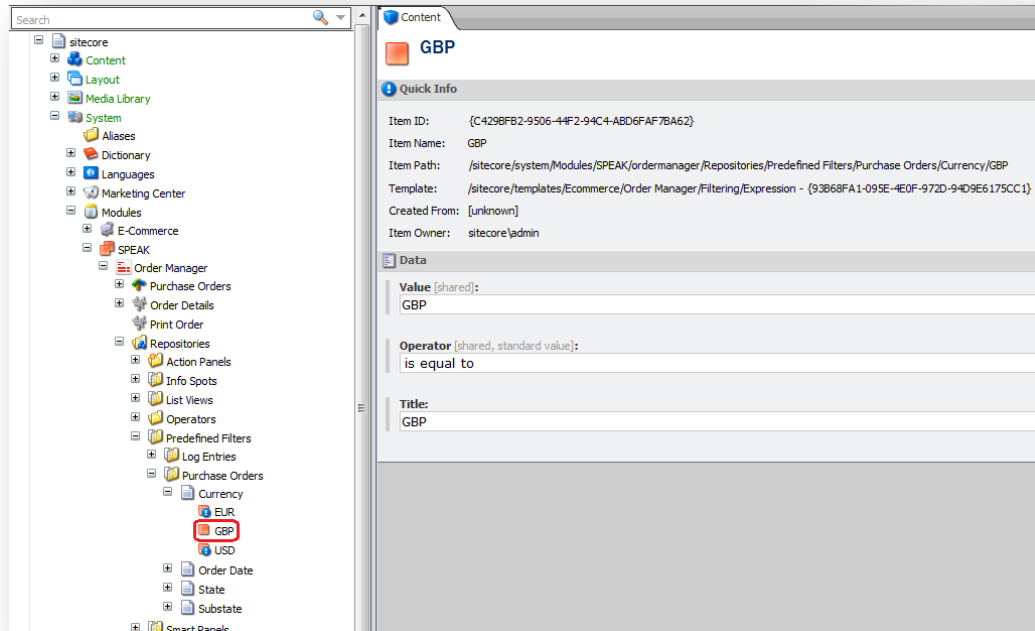 Search
sitecore
Content
Layout
Media Library
System
Aliases
Dictionary
Languages
Marketing Center
Modules
E-Commerce
SPEAK
Order Manager
Purchase Orders
Order Details
Print Order
Repositories
Action Panels
Info Spots
List Views
Operators
Predefined Filters
Log Entries
Purchase Orders
Currency
EUR
GBP
USD
Order Date
State
Substate
Smart Panels
Content
GBP
Quick Info
Item ID: {C429BFB2-9506-44F2-94C4-ABD6FAF7BA62}
Item Name: GBP
Item Path: /sitecore/system/Modules/SPEAK/ordermanager/Repositories/Predefined Filters/Purchase Orders/Currency/GBP
Template: /sitecore/templates/Ecommerce/Order Manager/Filtering/Expression - {93B68FA1-095E-4E0F-972D-94D9E6175CC1}
Created From: [unknown]
Item Owner: sitecore\admin
Data
Value [shared]:
GBP
Operator [shared, standard value]:
is equal to
Title:
GBP